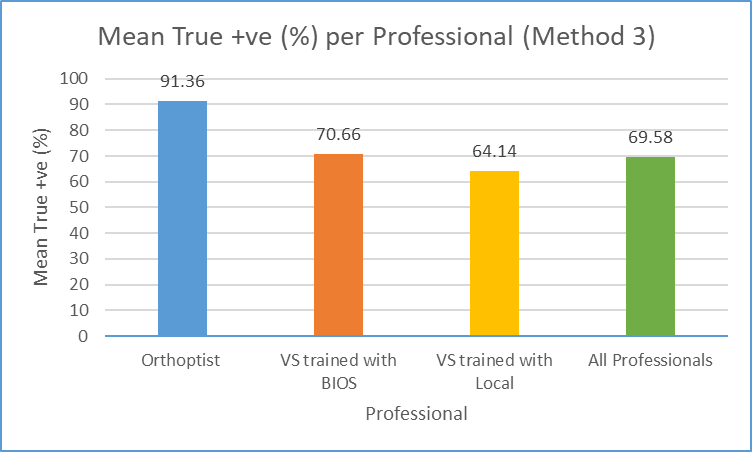 Mean True +ve (%) per Professional (Method 3)
Mean True +ve (%)
100
90
80
70
60
50
40
30
20
10
0
91.36
70.66
64.14
69.58
Orthoptist
VS trained with
BIOS
VS trained with
Local
All Professionals
Professional